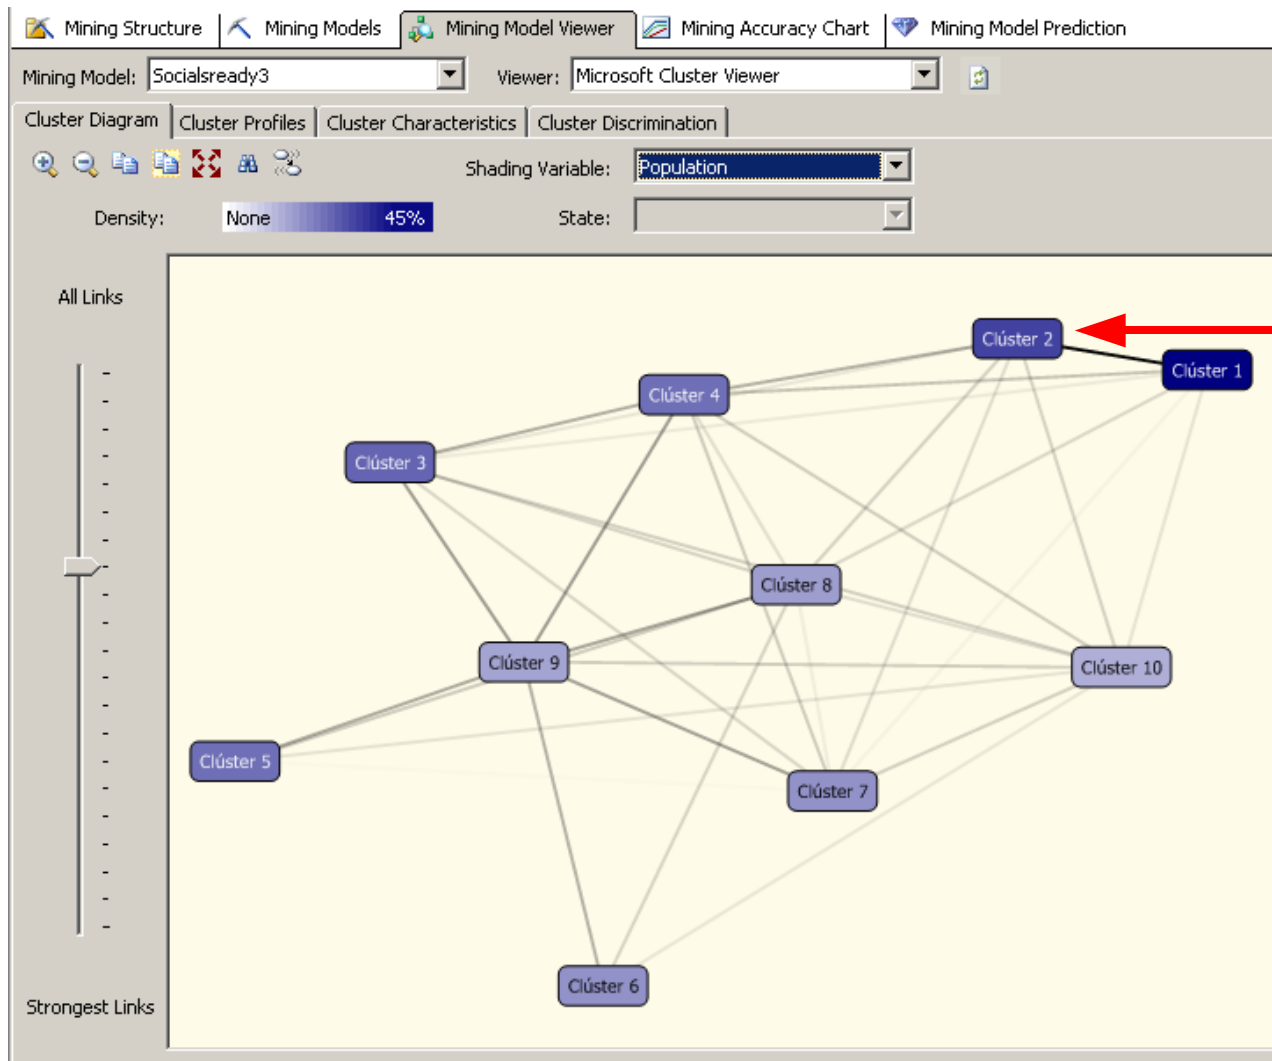 Mining Structure Mining Models Mining Model Viewer Mining Accuracy Chart Mining Model Prediction
Mining Model: Socialsready3 Viewer: Microsoft Cluster Viewer
Cluster Diagram Cluster Profiles Cluster Characteristics Cluster Discrimination
Shading Variable: Population
Density: None 45% State:
All Links
Clúster 2
Clúster 1
Clúster 4
Clúster 3
Clúster 8
Clúster 9
Clúster 10
Clúster 5
Clúster 7
Clúster 6
Strongest Links